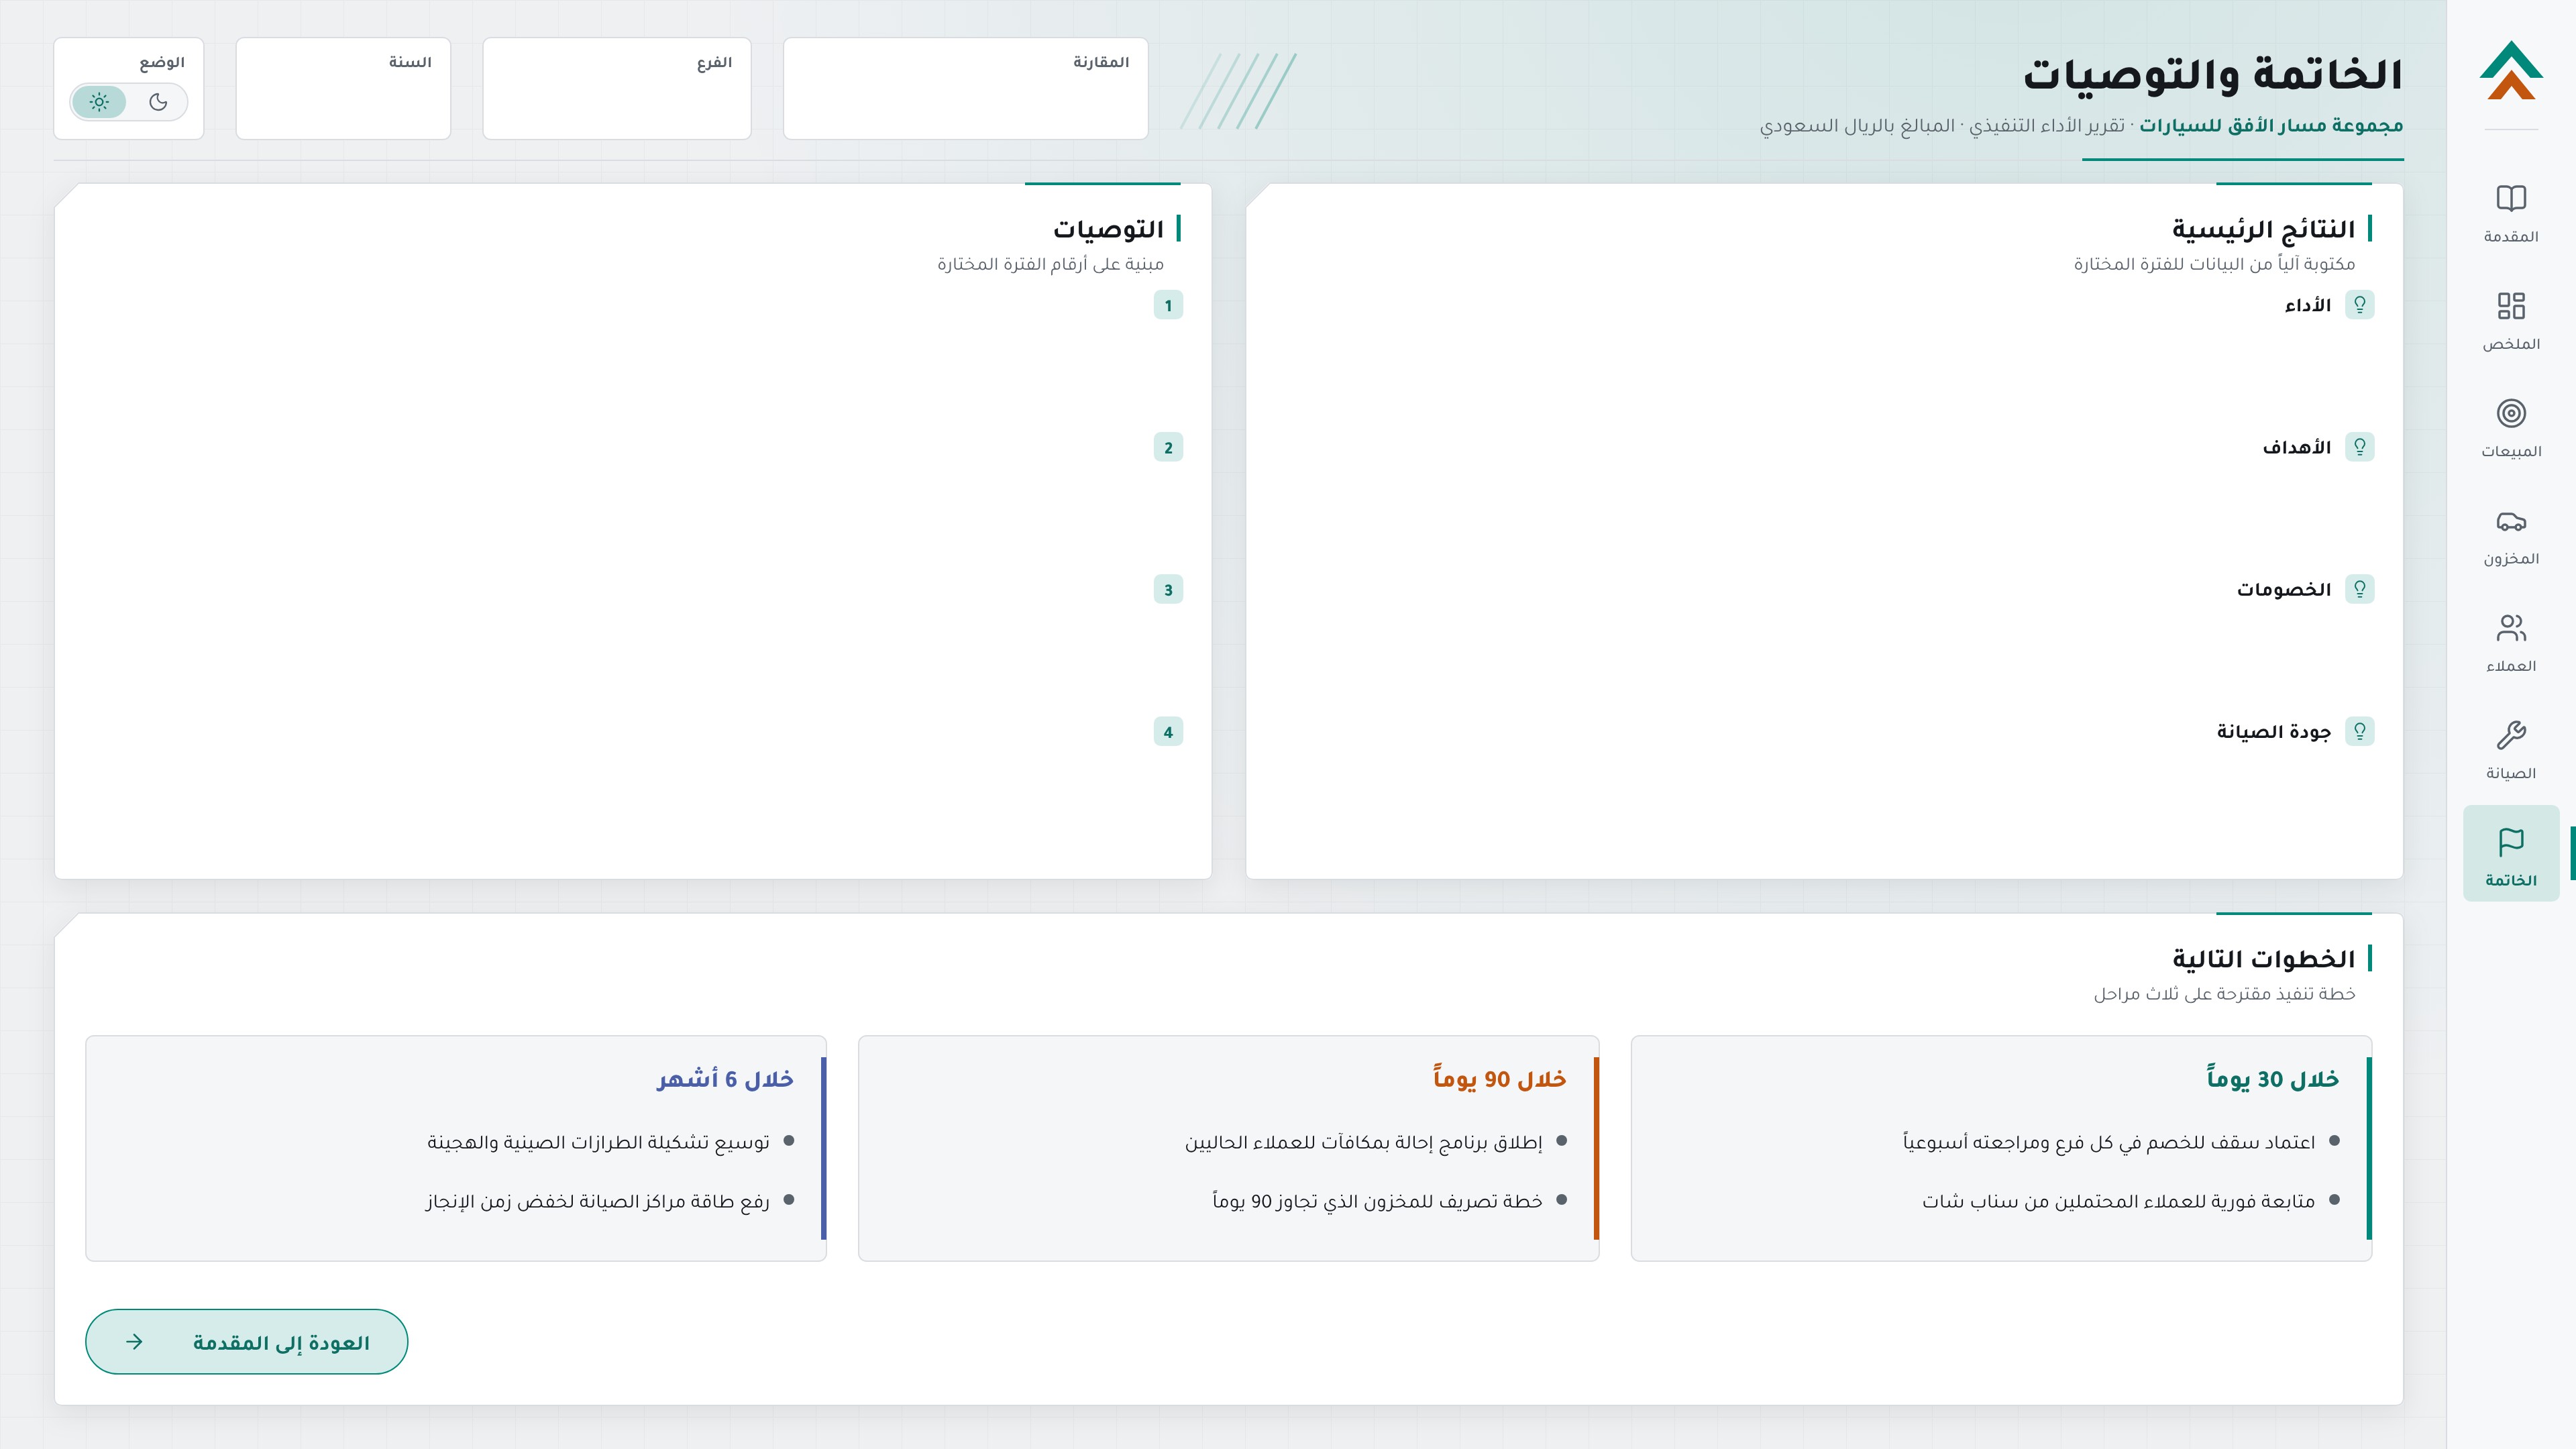 الخاتمة والتوصيات
مجموعة مسار الأفق للسيارات · تقرير الأداء التنفيذي · المبالغ بالريال السعودي
المقارنة
الفرع
السنة
الوضع
المقدمة
الملخص
المبيعات
المخزون
العملاء
الصيانة
الخاتمة
النتائج الرئيسية
مكتوبة آلياً من البيانات للفترة المختارة
الأداء
الأهداف
الخصومات
جودة الصيانة
التوصيات
مبنية على أرقام الفترة المختارة
1
2
3
4
الخطوات التالية
خطة تنفيذ مقترحة على ثلاث مراحل
خلال 30 يوماً
اعتماد سقف للخصم في كل فرع ومراجعته أسبوعياً
متابعة فورية للعملاء المحتملين من سناب شات
خلال 90 يوماً
إطلاق برنامج إحالة بمكافآت للعملاء الحاليين
خطة تصريف للمخزون الذي تجاوز 90 يوماً
خلال 6 أشهر
توسيع تشكيلة الطرازات الصينية والهجينة
رفع طاقة مراكز الصيانة لخفض زمن الإنجاز
العودة إلى المقدمة